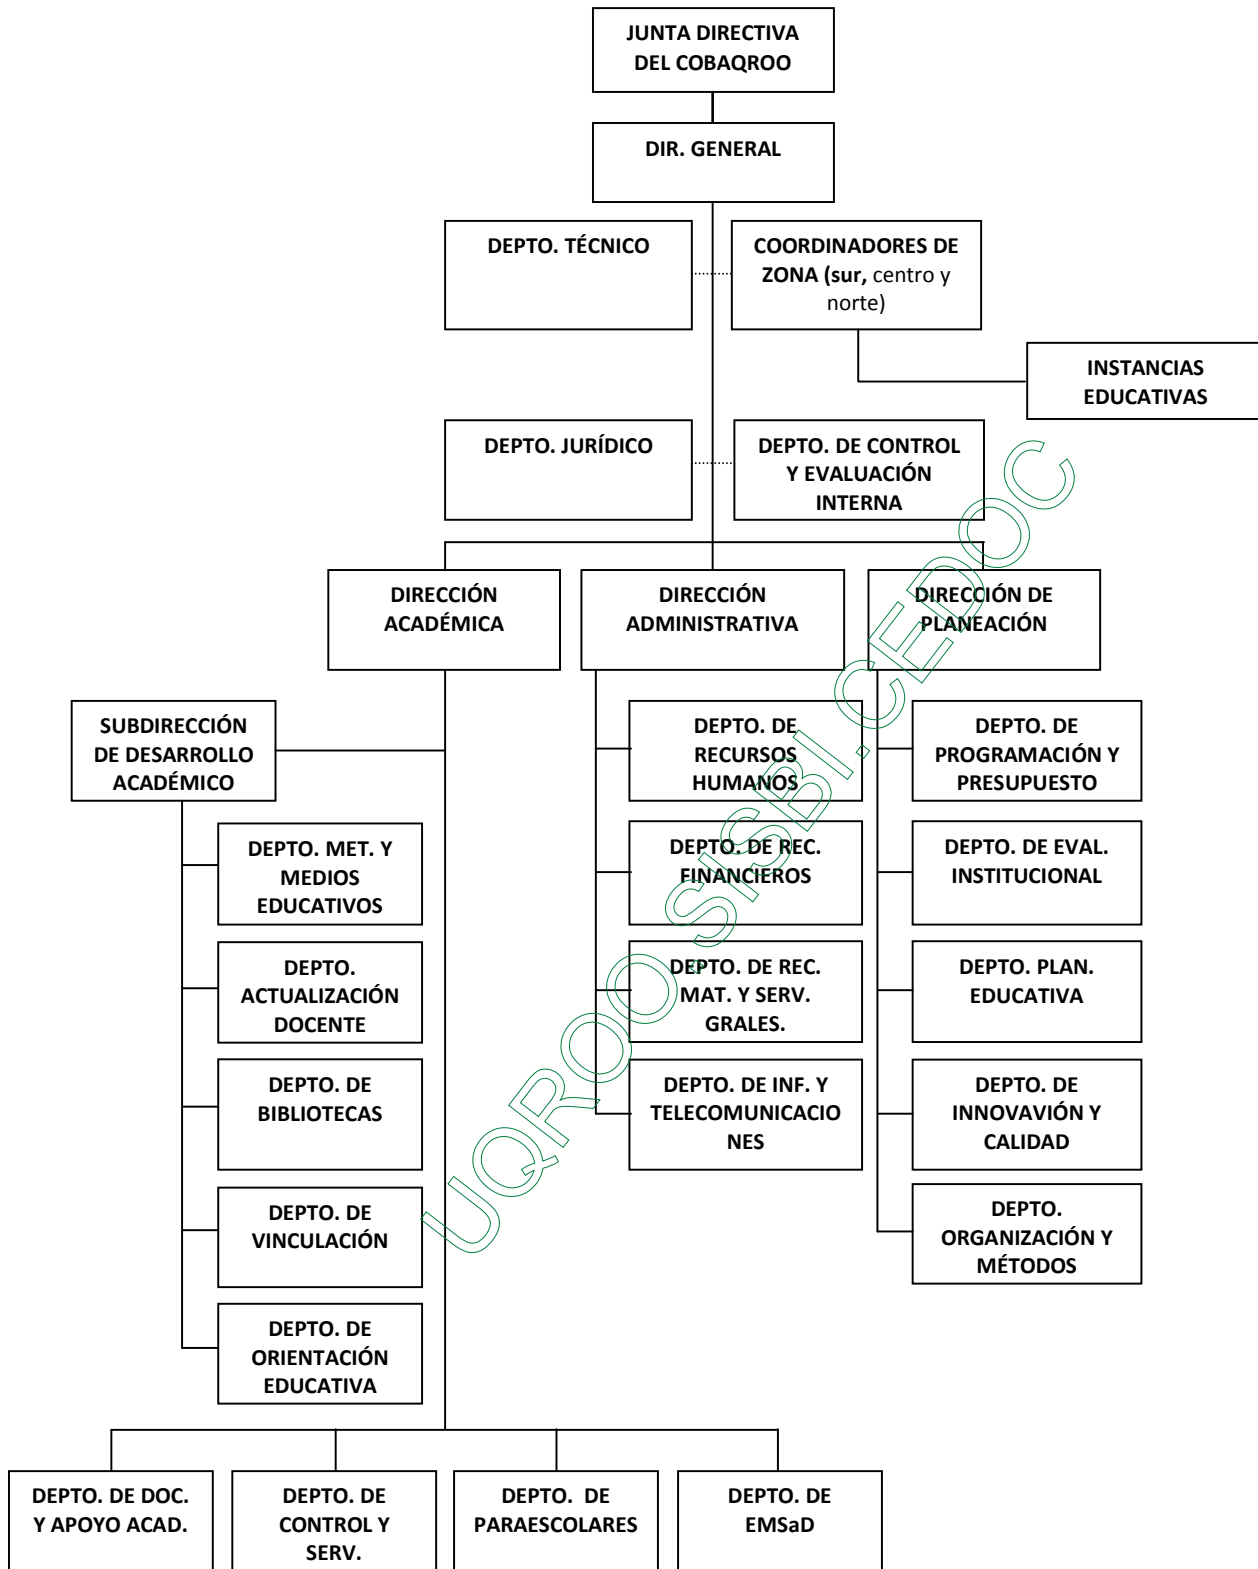 JUNTA DIRECTIVA
DEL COBAQROO
DIR. GENERAL
DEPTO. TÉCNICO
COORDINADORES DE
ZONA (sur, centro y
norte)
INSTANCIAS
EDUCATIVAS
DEPTO. JURÍDICO
DEPTO. DE CONTROL
Y EVALUACIÓN
INTERNA
DIRECCIÓN
ACADÉMICA
DIRECCIÓN
ADMINISTRATIVA
DIRECCIÓN DE
PLANEACIÓN
SUBDIRECCIÓN
DE DESARROLLO
ACADÉMICO
DEPTO. MET. Y
MEDIOS
EDUCATIVOS
DEPTO.
ACTUALIZACIÓN
DOCENTE
DEPTO. DE
BIBLIOTECAS
DEPTO. DE
VINCULACIÓN
DEPTO. DE
ORIENTACIÓN
EDUCATIVA
DEPTO. DE
RECURSOS
HUMANOS
DEPTO. DE REC.
FINANCIEROS
DEPTO. DE REC.
MAT. Y SERV.
GRALES.
DEPTO. DE INF. Y
TELECOMUNICACIO
NES
DEPTO. DE
PROGRAMACIÓN Y
PRESUPUESTO
DEPTO. DE EVAL.
INSTITUCIONAL
DEPTO. PLAN.
EDUCATIVA
DEPTO. DE
INNOVAVIÓN Y
CALIDAD
DEPTO.
ORGANIZACIÓN Y
MÉTODOS
DEPTO. DE DOC.
Y APOYO ACAD.
DEPTO. DE
CONTROL Y
SERV.
DEPTO. DE
PARAESCOLARES
DEPTO. DE
EMSaD
UQROO.SISBI.CEDOC